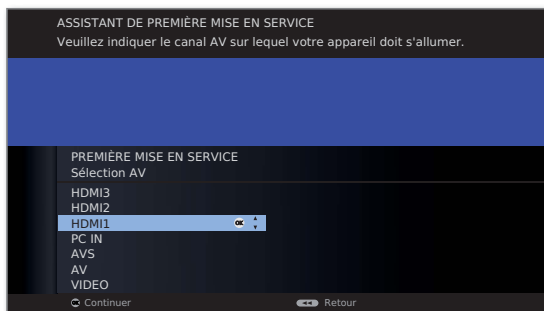 ASSISTANT DE PREMIÈRE MISE EN SERVICE
Veuillez indiquer le canal AV sur lequel votre appareil doit s'allumer.
PREMIÈRE MISE EN SERVICE
Sélection AV
HDMI3
HDMI2
HDMI1 OK
PC IN
AVS
AV
VIDEO
OK Continuer
Retour